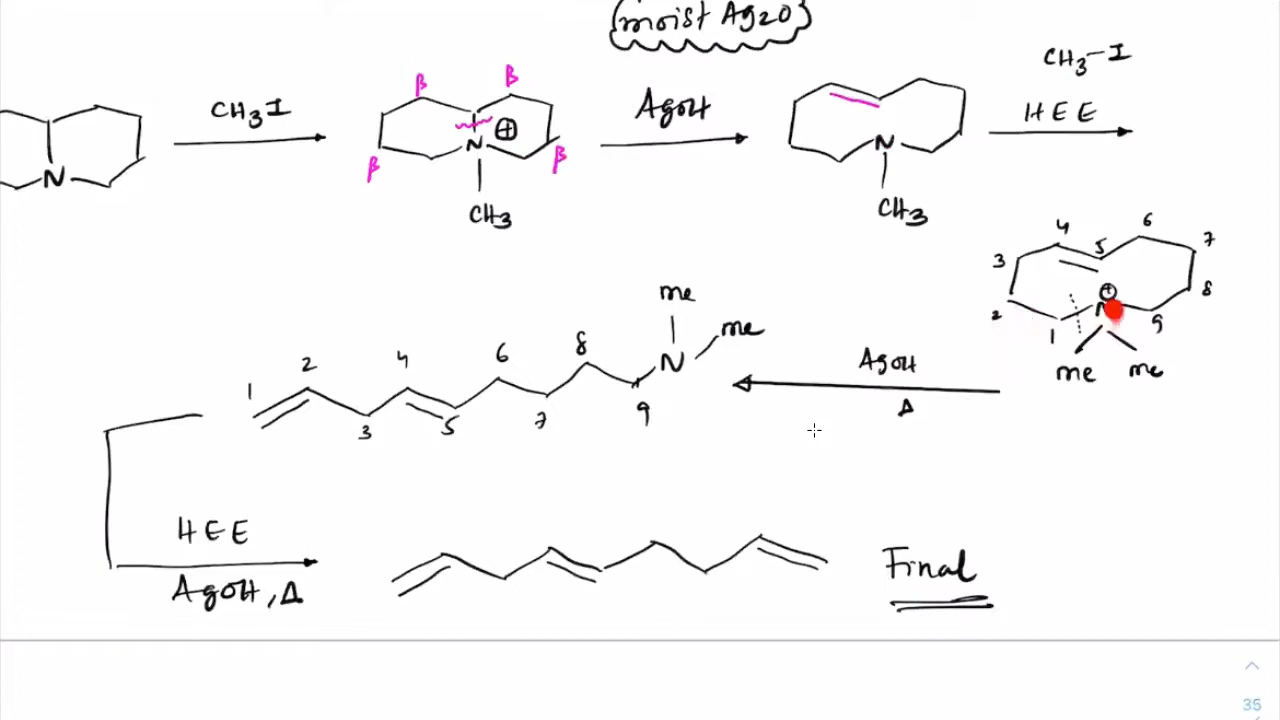 moist Ag2O
CH3I
β β
β β
⊕
N
CH3
AgOH
N
CH3
CH3-I
HEE
N
1 2 3 4 5 6 7 8 9
⊕
N
me me
AgOH
Δ
1 2 3 4 5 6 7 8 9
N
me
me
HEE
AgOH, Δ
Final
35